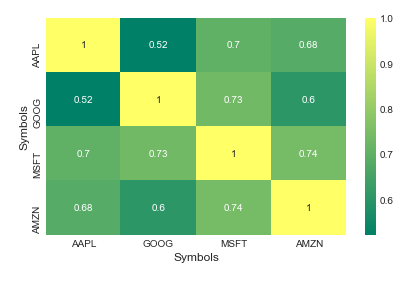 1.0
AAPL 1 0.52 0.7 0.68
0.9
GOOG 0.52 1 0.73 0.6
0.8
Symbols
MSFT 0.7 0.73 1 0.74
0.7
AMZN 0.68 0.6 0.74 1
0.6
AAPL GOOG MSFT AMZN
Symbols